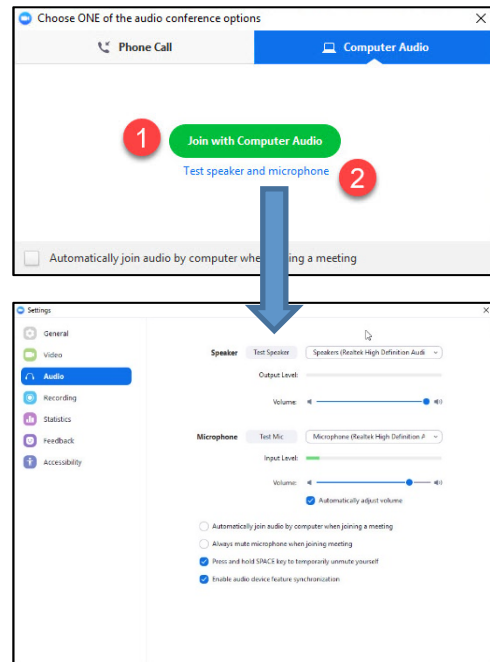 Choose ONE of the audio conference options
Phone Call
Computer Audio
1
Join with Computer Audio
Test speaker and microphone
2
Automatically join audio by computer when joining a meeting
Settings
General
Video
Audio
Recording
Statistics
Feedback
Accessibility
Speaker
Test Speaker
Speakers (Realtek High Definition Audi
Output Level:
Volume:
Microphone
Test Mic
Microphone (Realtek High Definition A
Input Level:
Volume:
Automatically adjust volume
Automatically join audio by computer when joining a meeting
Always mute microphone when joining meeting
Press and hold SPACE key to temporarily unmute yourself
Enable audio device feature synchronization